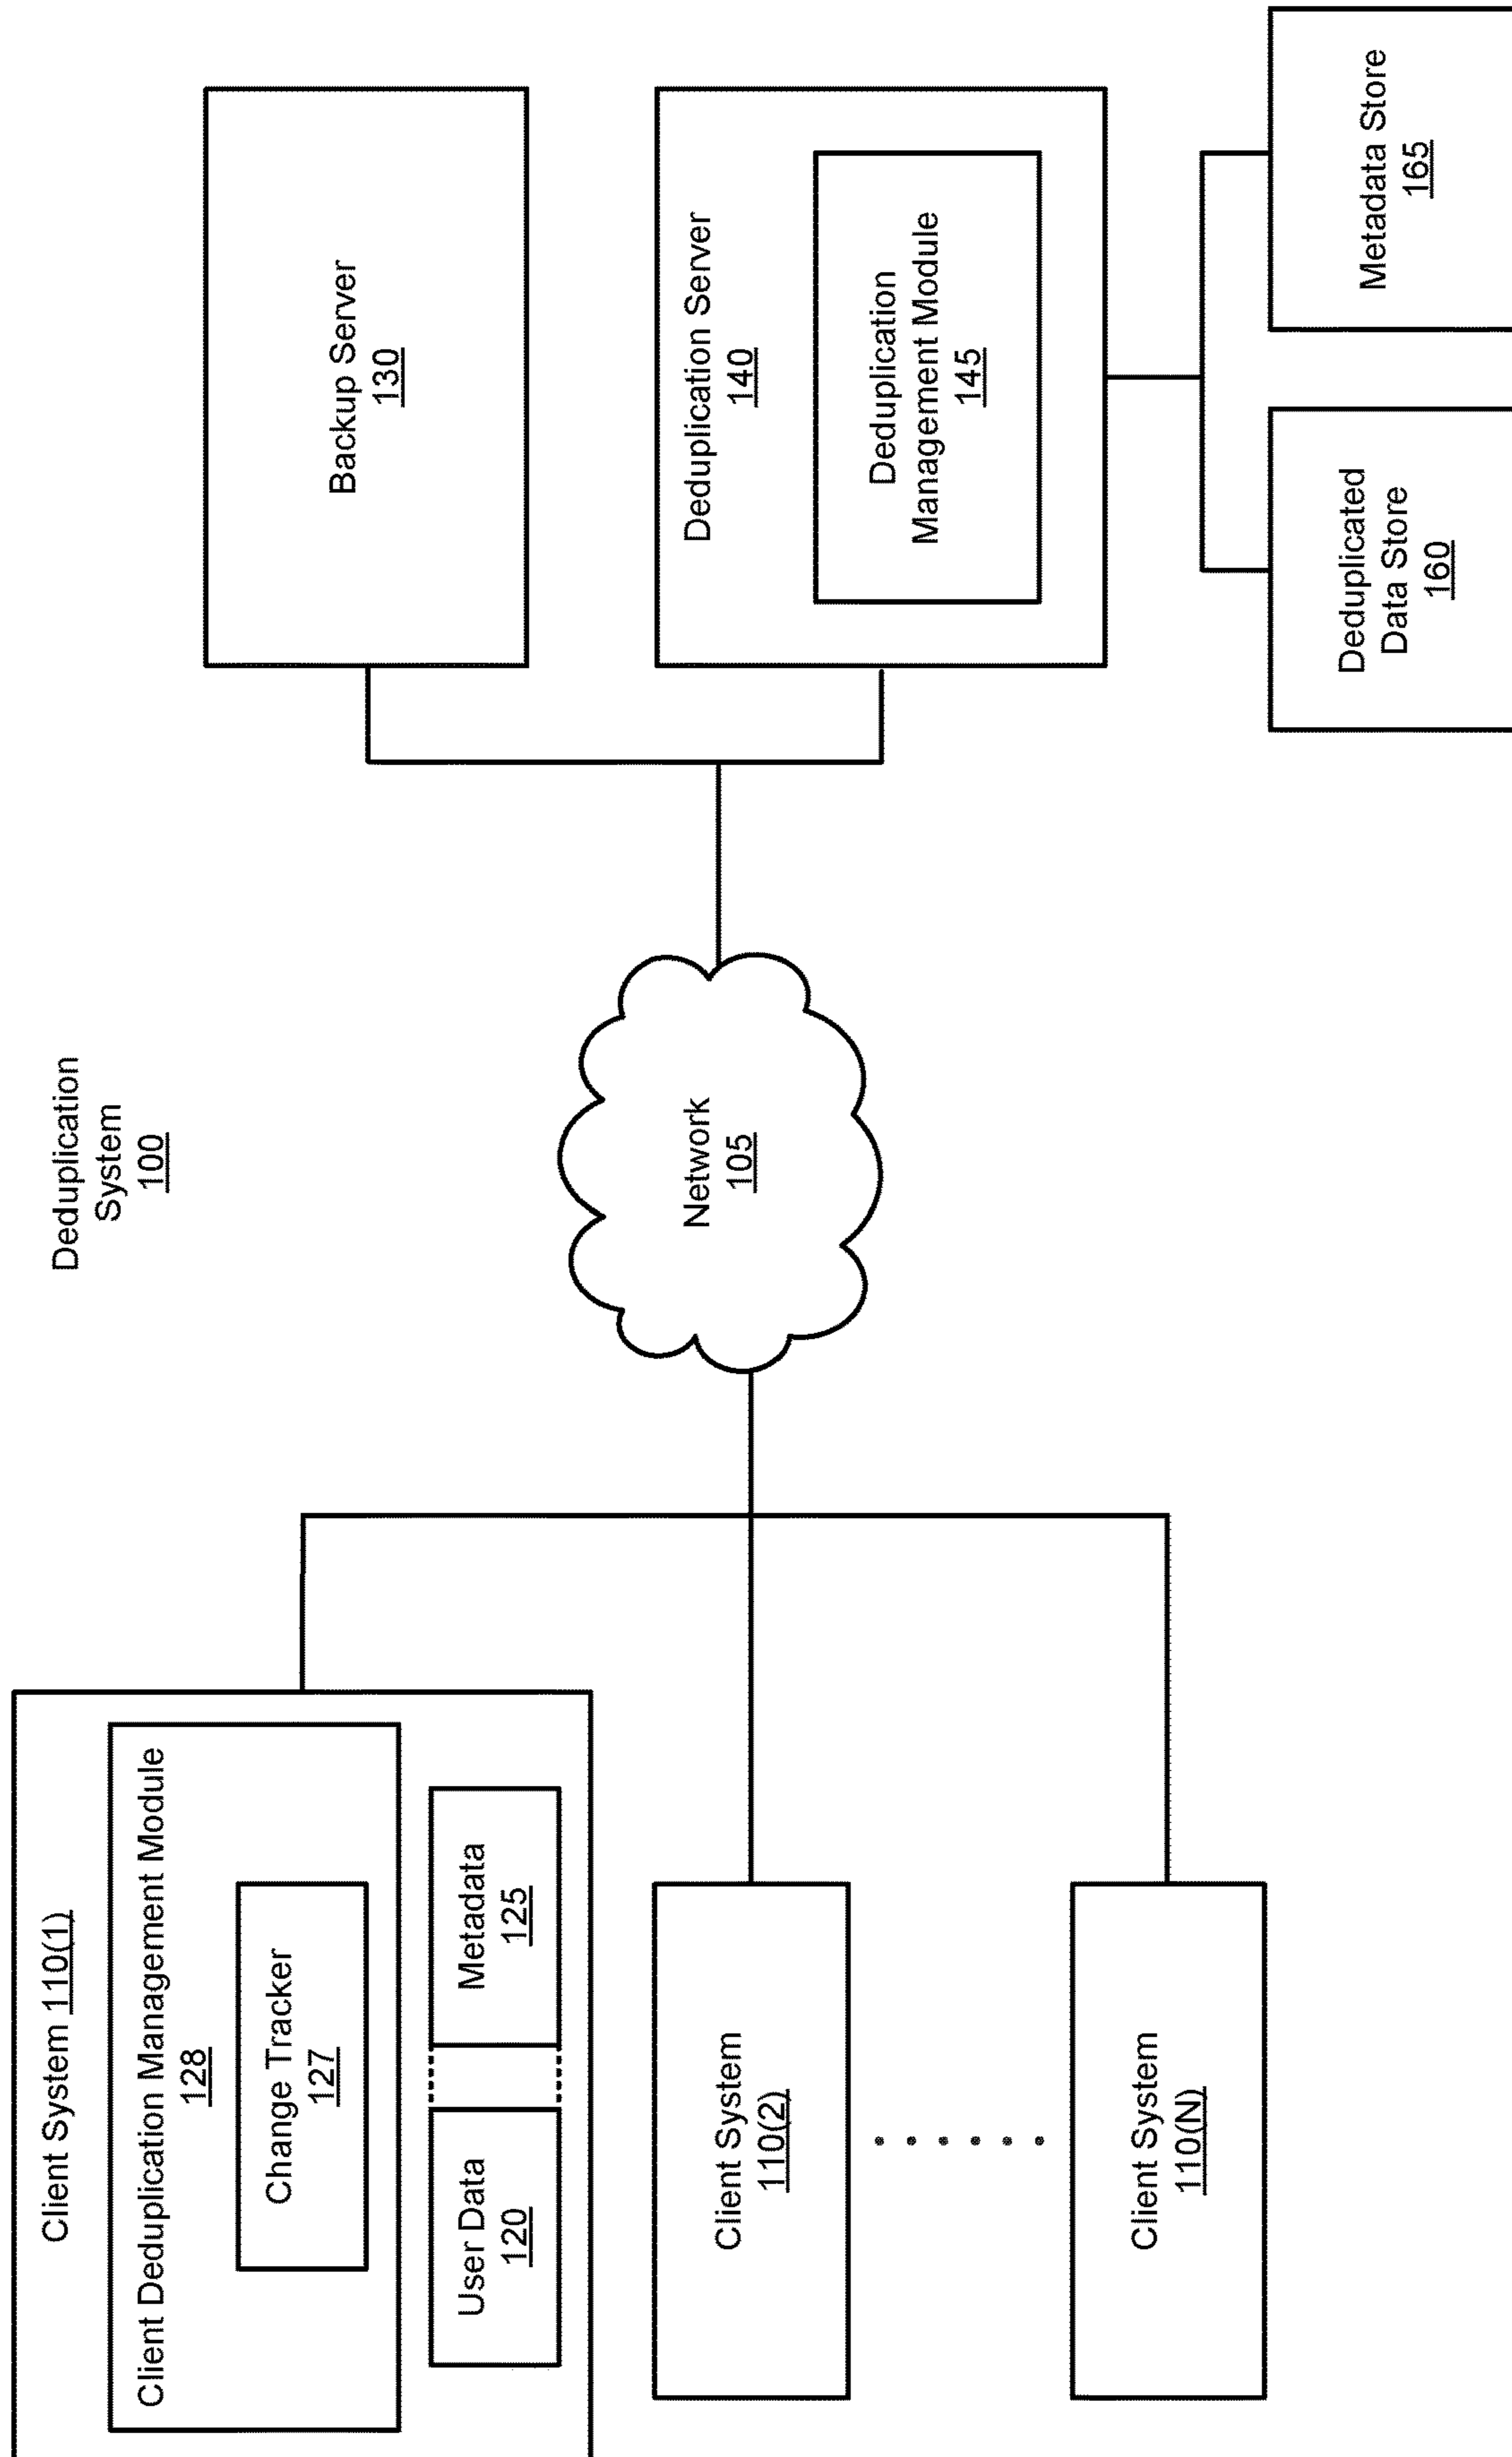 Deduplication
System
100
Client System 110(1)
Client Deduplication Management Module
128
Change Tracker
127
User Data
120
Metadata
125
Client System
110(2)
Client System
110(N)
Network
105
Backup Server
130
Deduplication Server
140
Deduplication
Management Module
145
Deduplicated
Data Store
160
Metadata Store
165